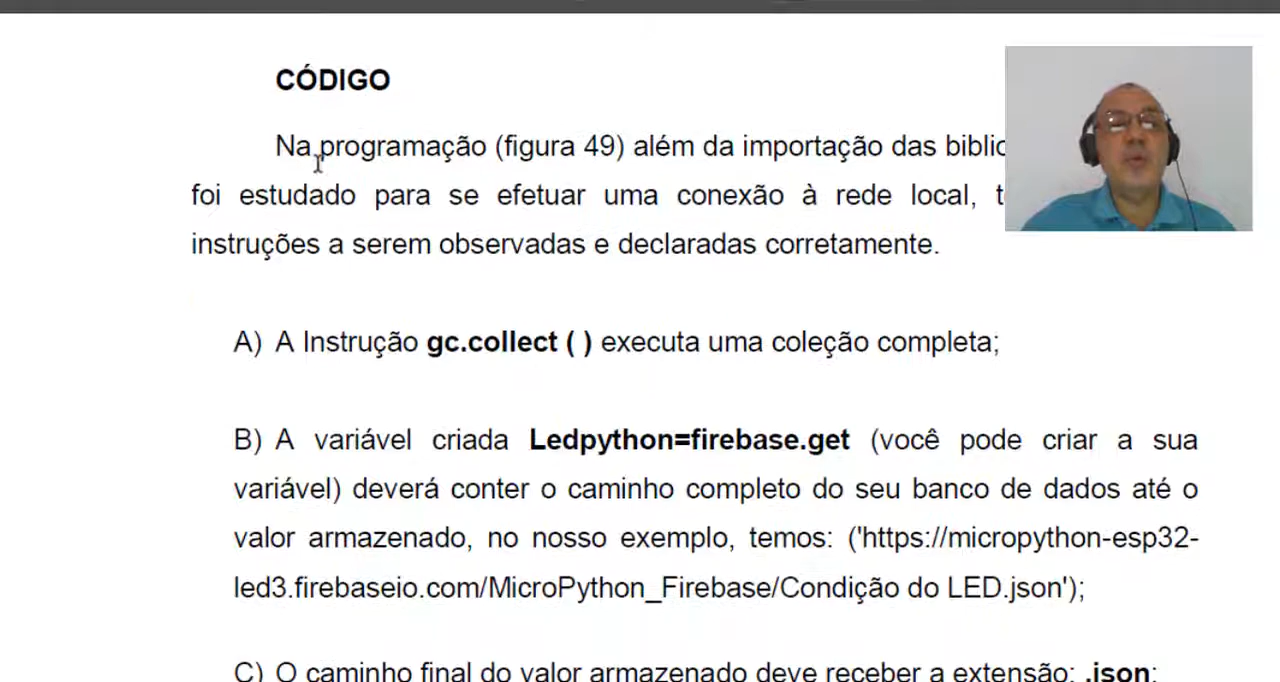 CÓDIGO
Na programação (figura 49) além da importação das
foi estudado para se efetuar uma conexão à rede local,
instruções a serem observadas e declaradas corretamente.
A) A Instrução gc.collect ( ) executa uma coleção completa;
B) A variável criada Ledpython=firebase.get (você pode criar a sua
variável) deverá conter o caminho completo do seu banco de dados até o
valor armazenado, no nosso exemplo, temos: ('https://micropython-esp32-
led3.firebaseio.com/MicroPython_Firebase/Condição do LED.json');
C) O caminho final do valor armazenado deve receber a extensão: .json;